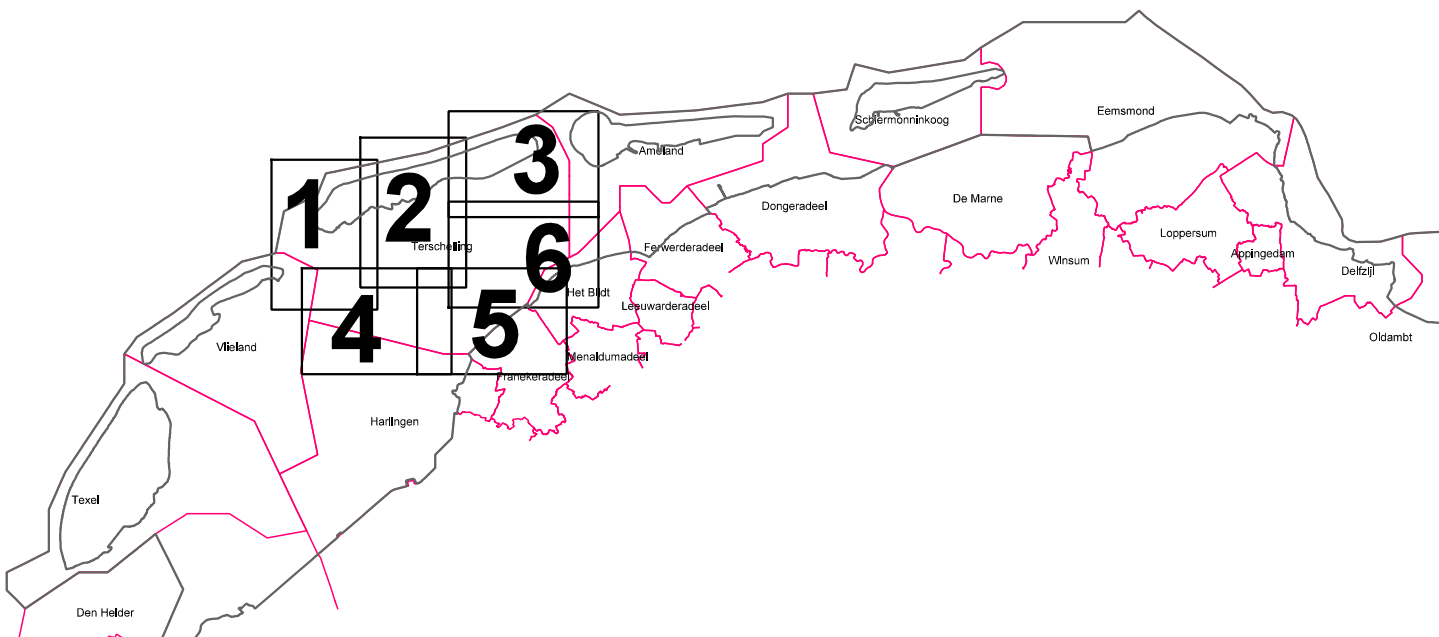 Schiermonninkoog
Eemsmond
3
Ameland
1
2
De Marne
Dongeradeel
Loppersum
Terschelling
6
Ferwerderadeel
Winsum
Appingedam
Delfzijl
Het Bildt
Leeuwarderadeel
4
5
Vlieland
Menaldumadeel
Oldambt
Franekeradeel
Harlingen
Texel
Den Helder